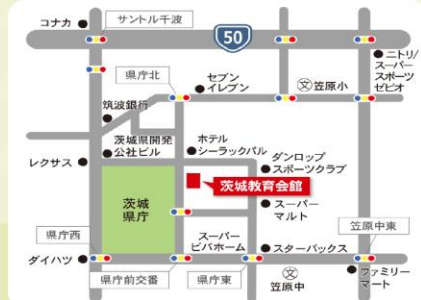 コナカ
サントル千波
50
ニトリ/
スーパー
スポーツ
ゼビオ
県庁北
セブン
イレブン
文
笠原小
筑波銀行
茨城県開発
公社ビル
ホテル
シーラックパル
レクサス
ダンロップ
スポーツクラブ
茨城教育会館
茨城
県庁
スーパー
マルト
県庁西
スーパー
ビバホーム
笠原中東
ダイハツ
スターバックス
県庁前交番
県庁東
文
笠原中
ファミリー
マート